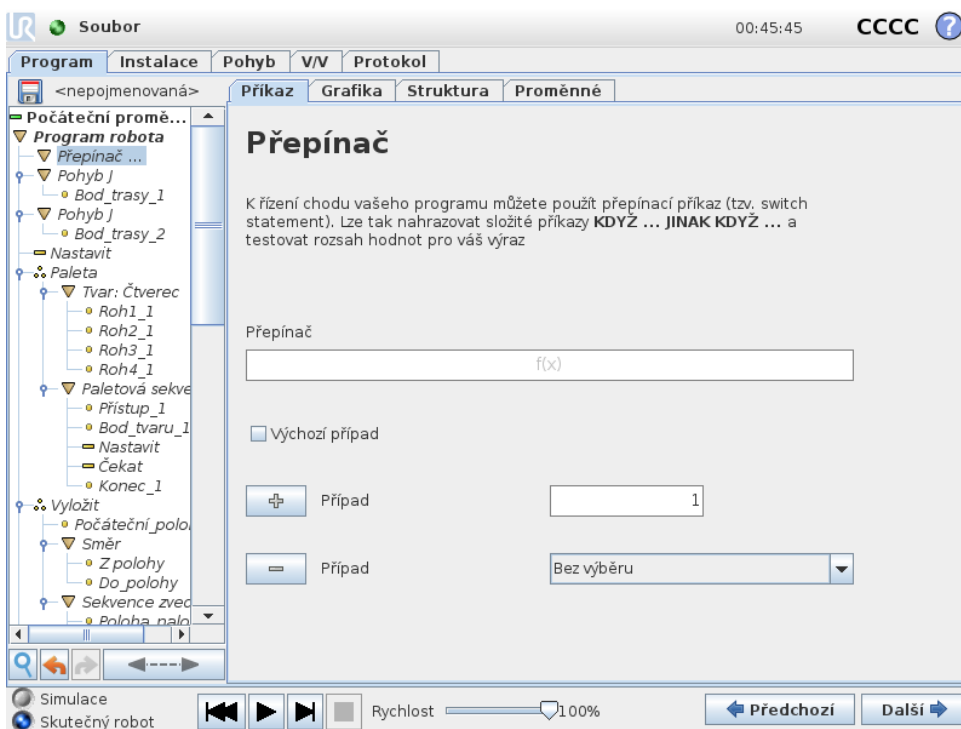 UR Soubor 00:45:45 CCCC ?
Program Instalace Pohyb V/V Protokol
<nepojmenovaná> Příkaz Grafika Struktura Proměnné
Počáteční promě...
Program robota
Přepínač ...
Pohyb J
Bod_trasy_1
Pohyb J
Bod_trasy_2
Nastavit
Paleta
Tvar: Čtverec
Roh1_1
Roh2_1
Roh3_1
Roh4_1
Paletová sekve
Přístup_1
Bod_tvaru_1
Nastavit
Čekat
Konec_1
Vyložit
Počáteční_polo
Směr
Z polohy
Do_polohy
Sekvence zved
Poloha_nalo
Přepínač
K řízení chodu vašeho programu můžete použít přepínací příkaz (tzv. switch
statement). Lze tak nahrazovat složité příkazy KDYŽ ... JINAK KDYŽ ... a
testovat rozsah hodnot pro váš výraz
Přepínač
f(x)
Výchozí případ
Případ 1
Případ Bez výběru
Simulace
Skutečný robot
Rychlost 100%
Předchozí Další